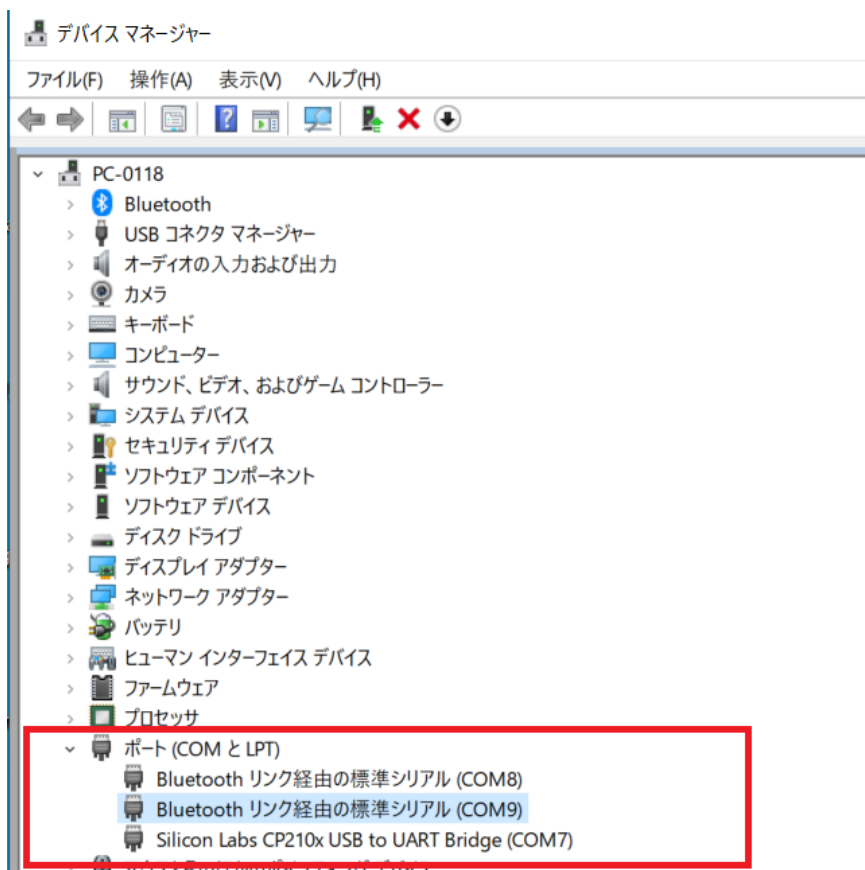 デバイス マネージャー
ファイル(F) 操作(A) 表示(V) ヘルプ(H)
PC-0118
Bluetooth
USB コネクタ マネージャー
オーディオの入力および出力
カメラ
キーボード
コンピューター
サウンド、ビデオ、およびゲーム コントローラー
システム デバイス
セキュリティ デバイス
ソフトウェア コンポーネント
ソフトウェア デバイス
ディスク ドライブ
ディスプレイ アダプター
ネットワーク アダプター
バッテリ
ヒューマン インターフェイス デバイス
ファームウェア
プロセッサ
ポート (COM と LPT)
Bluetooth リンク経由の標準シリアル (COM8)
Bluetooth リンク経由の標準シリアル (COM9)
Silicon Labs CP210x USB to UART Bridge (COM7)